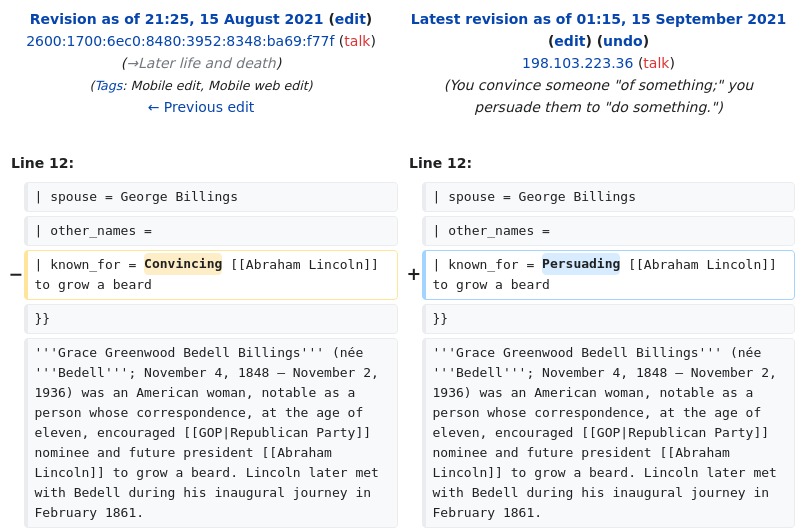 Revision as of 21:25, 15 August 2021 (edit)
2600:1700:6ec0:8480:3952:8348:ba69:f77f (talk)
(→Later life and death)
(Tags: Mobile edit, Mobile web edit)
← Previous edit
Latest revision as of 01:15, 15 September 2021
(edit) (undo)
198.103.223.36 (talk)
(You convince someone "of something;" you
persuade them to "do something.")
Line 12:
| spouse = George Billings
| other_names =
− | known_for = Convincing [[Abraham Lincoln]]
to grow a beard
}}
'''Grace Greenwood Bedell Billings''' (née
'''Bedell'''; November 4, 1848 – November 2,
1936) was an American woman, notable as a
person whose correspondence, at the age of
eleven, encouraged [[GOP|Republican Party]]
nominee and future president [[Abraham
Lincoln]] to grow a beard. Lincoln later met
with Bedell during his inaugural journey in
February 1861.
Line 12:
| spouse = George Billings
| other_names =
+ | known_for = Persuading [[Abraham Lincoln]]
to grow a beard
}}
'''Grace Greenwood Bedell Billings''' (née
'''Bedell'''; November 4, 1848 – November 2,
1936) was an American woman, notable as a
person whose correspondence, at the age of
eleven, encouraged [[GOP|Republican Party]]
nominee and future president [[Abraham
Lincoln]] to grow a beard. Lincoln later met
with Bedell during his inaugural journey in
February 1861.